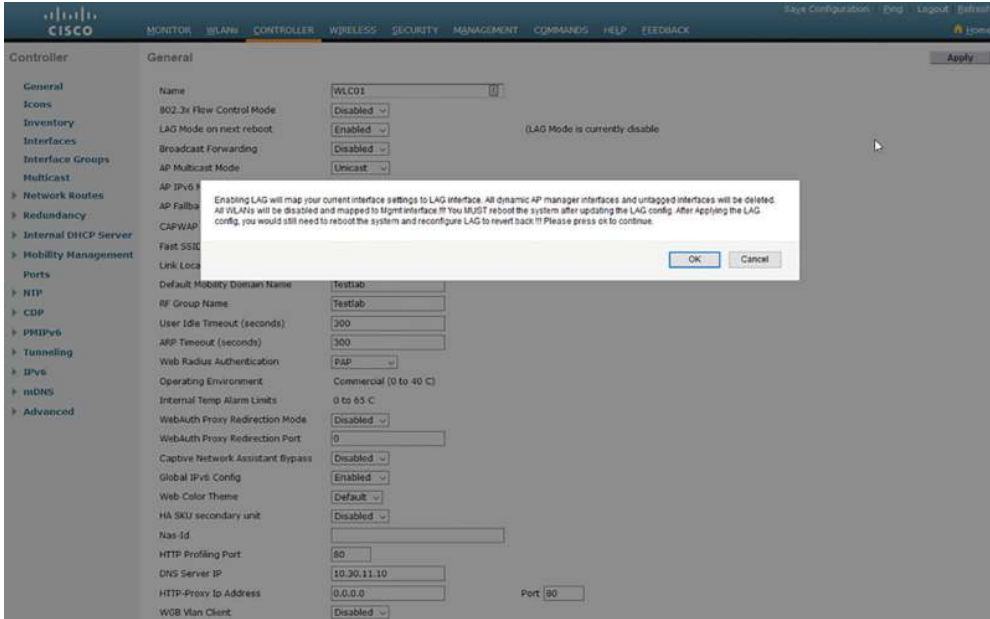 Save Configuration Ping Logout Refresh
CISCO MONITOR WLANs CONTROLLER WIRELESS SECURITY MANAGEMENT COMMANDS HELP FEEDBACK Home
Controller General Apply
General
Icons
Inventory
Interfaces
Interface Groups
Multicast
Network Routes
Redundancy
Internal DHCP Server
Mobility Management
Ports
NTP
CDP
PMIPv6
Tunneling
IPv6
mDNS
Advanced
Name WLC01
802.3x Flow Control Mode Disabled
LAG Mode on next reboot Enabled (LAG Mode is currently disable
Broadcast Forwarding Disabled
AP Multicast Mode Unicast
AP IPv6
AP Fallba
CAPWAP
Fast SSID
Link Loca
Enabling LAG will map your current interface settings to LAG interface. All dynamic AP manager interfaces and untagged interfaces will be deleted.
All WLANs will be disabled and mapped to Mgmt interface.!!! You MUST reboot the system after updating the LAG config. After Applying the LAG
config, you would still need to reboot the system and reconfigure LAG to revert back !!! Please press ok to continue.
OK Cancel
Default Mobility Domain Name Testlab
RF Group Name Testlab
User Idle Timeout (seconds) 300
ARP Timeout (seconds) 300
Web Radius Authentication PAP
Operating Environment Commercial (0 to 40 C)
Internal Temp Alarm Limits 0 to 65 C
WebAuth Proxy Redirection Mode Disabled
WebAuth Proxy Redirection Port 0
Captive Network Assistant Bypass Disabled
Global IPv6 Config Enabled
Web Color Theme Default
HA SKU secondary unit Disabled
Nas-Id
HTTP Profiling Port 80
DNS Server IP 10.30.11.10
HTTP-Proxy Ip Address 0.0.0.0 Port 80
WGB Vlan Client Disabled